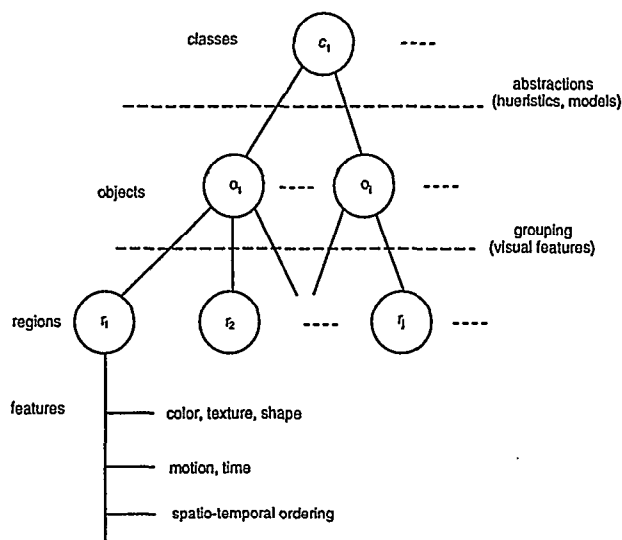 classes
c₁
abstractions
(hueristics, models)
objects
o₁
oᵢ
grouping
(visual features)
regions
r₁
r₂
rⱼ
features
color, texture, shape
motion, time
spatio-temporal ordering